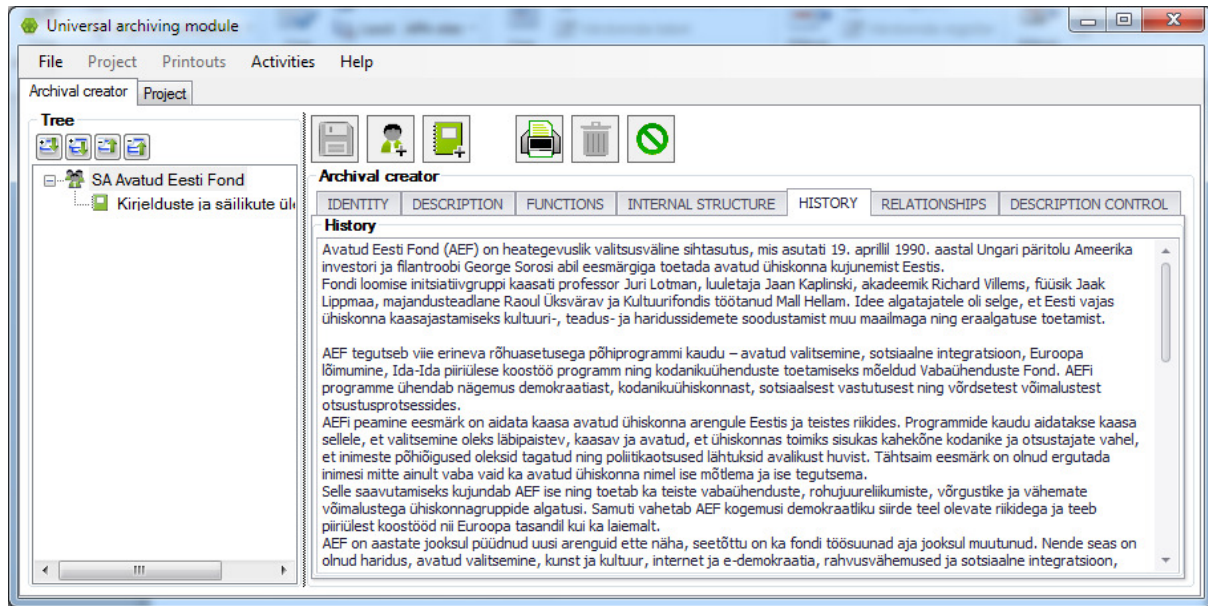 Universal archiving module
File Project Printouts Activities Help
Archival creator Project
Tree
SA Avatud Eesti Fond
Kirjelduste ja säilikute üle
Archival creator
IDENTITY DESCRIPTION FUNCTIONS INTERNAL STRUCTURE HISTORY RELATIONSHIPS DESCRIPTION CONTROL
History
Avatud Eesti Fond (AEF) on heategevuslik valitsusväline sihtasutus, mis asutati 19. aprillil 1990. aastal Ungari päritolu Ameerika
investori ja filantroobi George Sorosi abil eesmärgiga toetada avatud ühiskonna kujunemist Eestis.
Fondi loomise initsiatiivgruppi kaasati professor Juri Lotman, luuletaja Jaan Kaplinski, akadeemik Richard Villems, füüsik Jaak
Lippmaa, majandusteadlane Raoul Üksvärav ja Kultuurifondis töötanud Mall Hellam. Idee algatajatele oli selge, et Eesti vajas
ühiskonna kaasajastamiseks kultuuri-, teadus- ja haridussidemete soodustamist muu maailmaga ning eraalgatuse toetamist.
AEF tegutseb viie erineva rõhuasetusega põhiprogrammi kaudu – avatud valitsemine, sotsiaalne integratsioon, Euroopa
lõimumine, Ida-Ida piiriülese koostöö programm ning kodanikuühenduste toetamiseks mõeldud Vabaühenduste Fond. AEFi
programme ühendab nägemus demokraatiast, kodanikuühiskonnast, sotsiaalsest vastutusest ning võrdsetest võimalustest
otsustusprotsessides.
AEFi peamine eesmärk on aidata kaasa avatud ühiskonna arengule Eestis ja teistes riikides. Programmide kaudu aidatakse kaasa
sellele, et valitsemine oleks läbipaistev, kaasav ja avatud, et ühiskonnas toimiks sisukas kahekõne kodanike ja otsustajate vahel,
et inimeste põhiõigused oleksid tagatud ning poliitikaotsused lähtuksid avalikust huvist. Tähtsaim eesmärk on olnud ergutada
inimesi mitte ainult vaba vaid ka avatud ühiskonna nimel ise mõtlema ja ise tegutsema.
Selle saavutamiseks kujundab AEF ise ning toetab ka teiste vabaühenduste, rohujuureliikumiste, võrgustike ja vähemate
võimalustega ühiskonnagruppide algatusi. Samuti vahetab AEF kogemusi demokraatliku siirde teel olevate riikidega ja teeb
piiriülest koostööd nii Euroopa tasandil kui ka laiemalt.
AEF on aastate jooksul püüdnud uusi arenguid ette näha, seetõttu on ka fondi töösuunad aja jooksul muutunud. Nende seas on
olnud haridus, avatud valitsemine, kunst ja kultuur, internet ja e-demokraatia, rahvusvähemused ja sotsiaalne integratsioon,